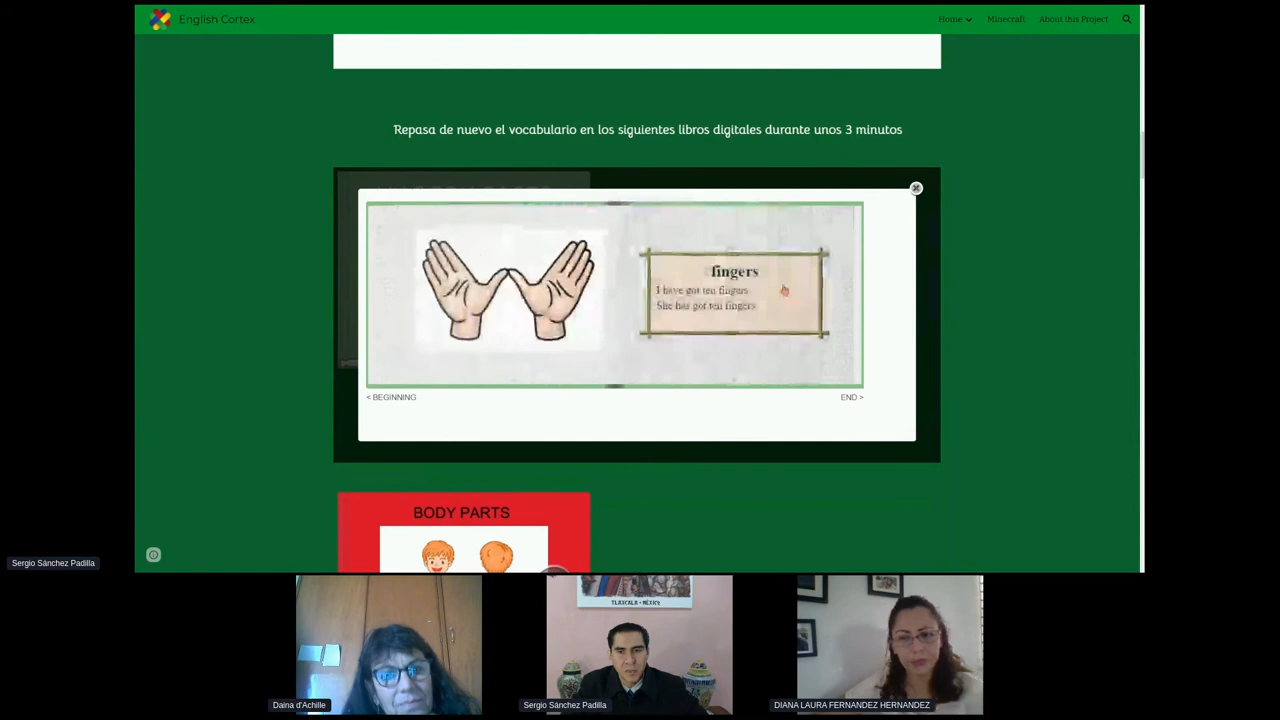 English Cortex
Home
Minecraft
About this Project
Repasa de nuevo el vocabulario en los siguientes libros digitales durante unos 3 minutos
fingers
I have got ten fingers
She has got ten fingers
< BEGINNING
END >
BODY PARTS
Sergio Sánchez Padilla
TLAXCALA - MÉXICO
Daina d'Achille
Sergio Sánchez Padilla
DIANA LAURA FERNANDEZ HERNANDEZ